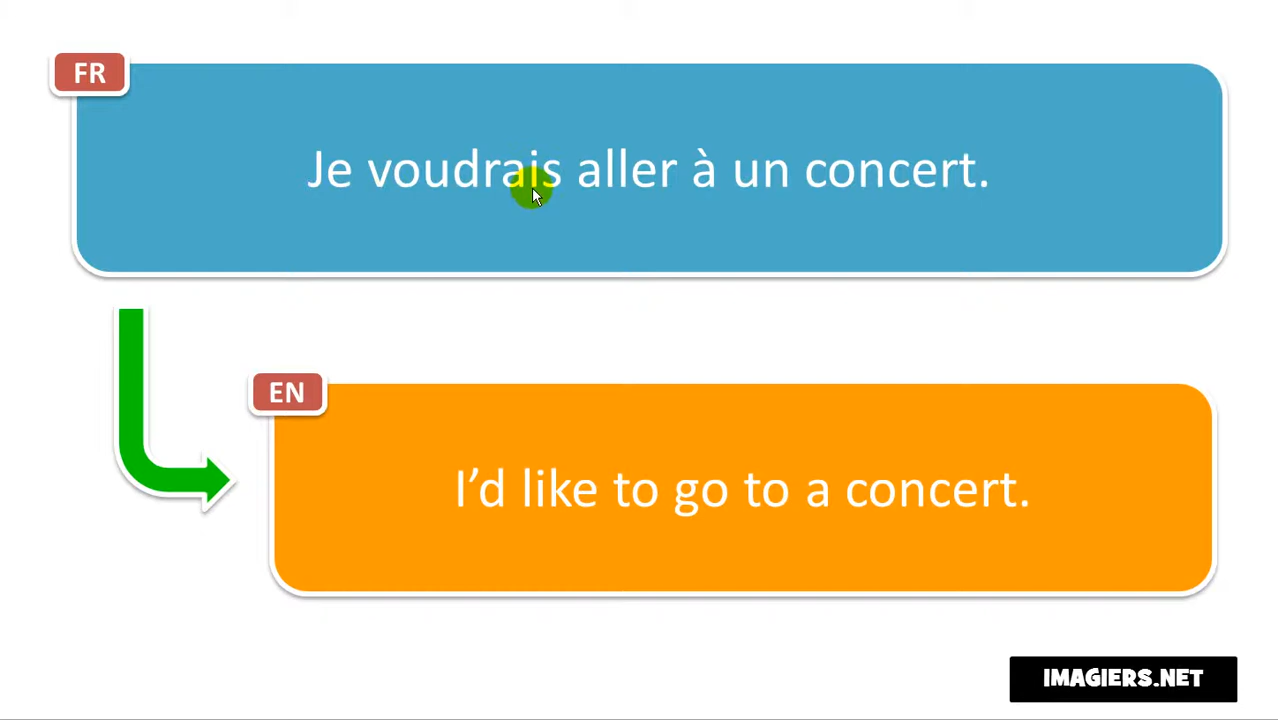 FR
Je voudrais aller à un concert.
EN
I’d like to go to a concert.
IMAGIERS.NET